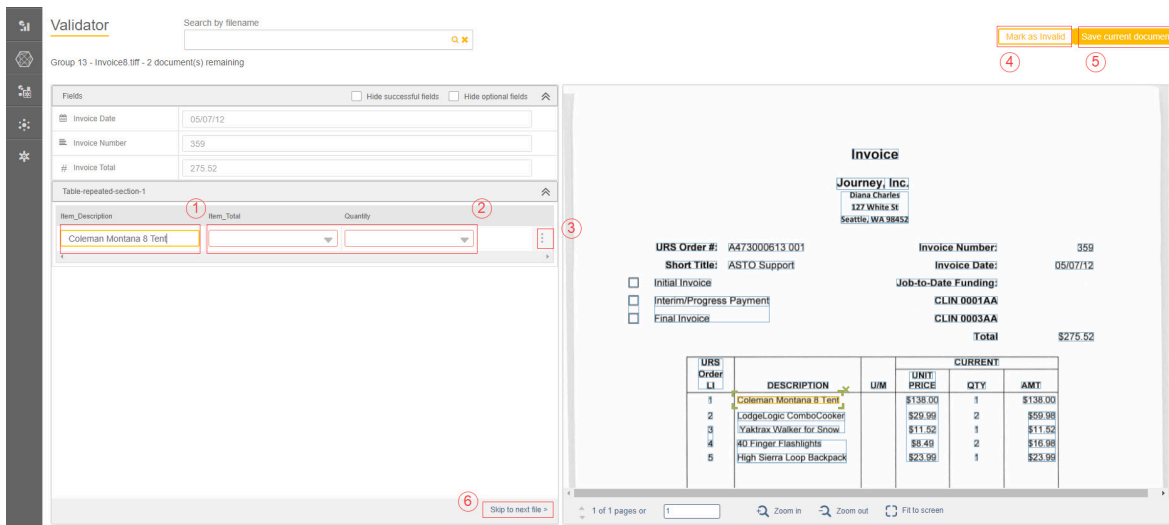 Validator
Search by filename
Mark as Invalid
Save current documen
4
5
Group 13 - Invoice8.tiff - 2 document(s) remaining
Fields
Hide successful fields
Hide optional fields
Invoice Date
05/07/12
Invoice Number
359
# Invoice Total
275.52
Table-repeated-section-1
1
2
3
Item_Description
Item_Total
Quantity
Coleman Montana 8 Tent
6
Skip to next file >
Invoice
Journey, Inc.
Diana Charles
127 White St
Seattle, WA 98452
URS Order #: A473000613 001
Invoice Number: 359
Short Title: ASTO Support
Invoice Date: 05/07/12
Initial Invoice
Job-to-Date Funding:
Interim/Progress Payment
CLIN 0001AA
Final Invoice
CLIN 0003AA
Total $275.52
URS Order LI
DESCRIPTION
U/M
CURRENT
UNIT PRICE
QTY
AMT
1 Coleman Montana 8 Tent $138.00 1 $138.00
2 LodgeLogic ComboCooker $29.99 2 $59.98
3 Yaktrax Walker for Snow $11.52 1 $11.52
4 40 Finger Flashlights $8.49 2 $16.98
5 High Sierra Loop Backpack $23.99 1 $23.99
1 of 1 pages or
1
Zoom in
Zoom out
Fit to screen